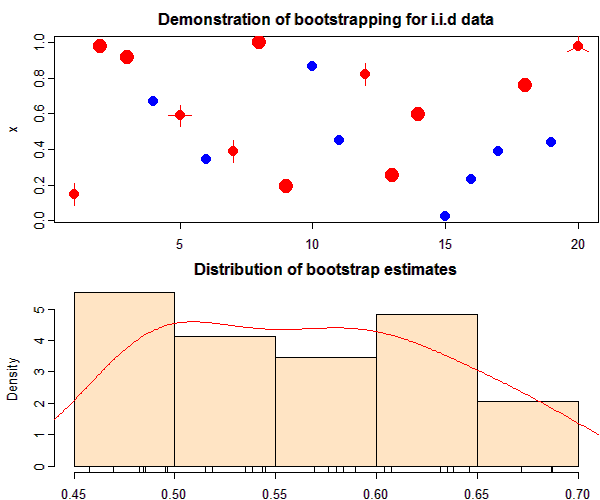 Demonstration of bootstrapping for i.i.d data
x
0.0 0.2 0.4 0.6 0.8 1.0
5 10 15 20
Distribution of bootstrap estimates
Density
0 1 2 3 4 5
0.45 0.50 0.55 0.60 0.65 0.70